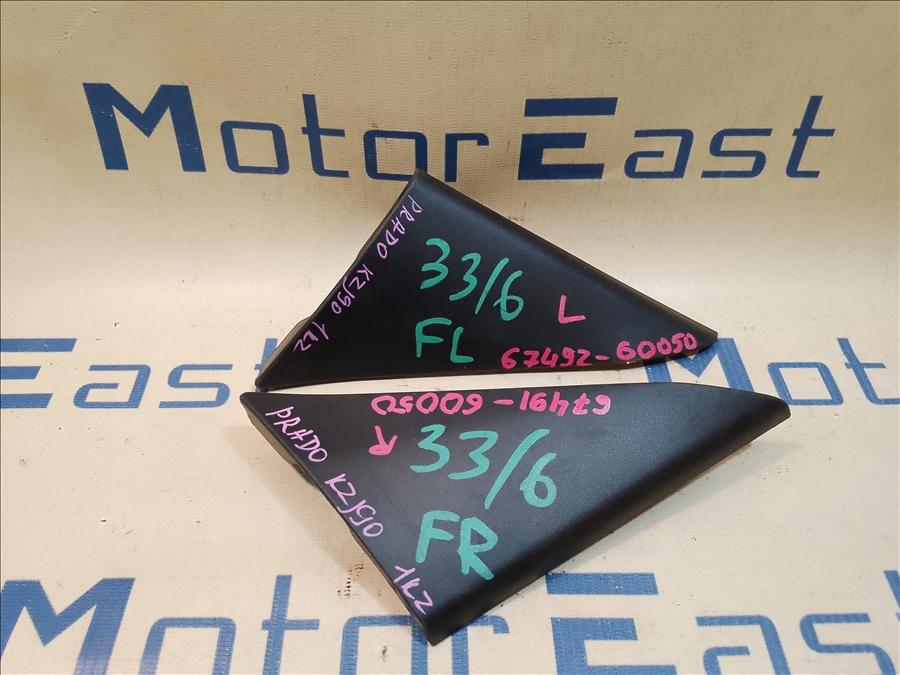 MotorEast
PRADO KZJ90 1KZ
33/6
L
FL
67492-60050
East
Mot
67491-60050
R
33/6
PRADO KZJ90
FR
1KZ
MotorEast